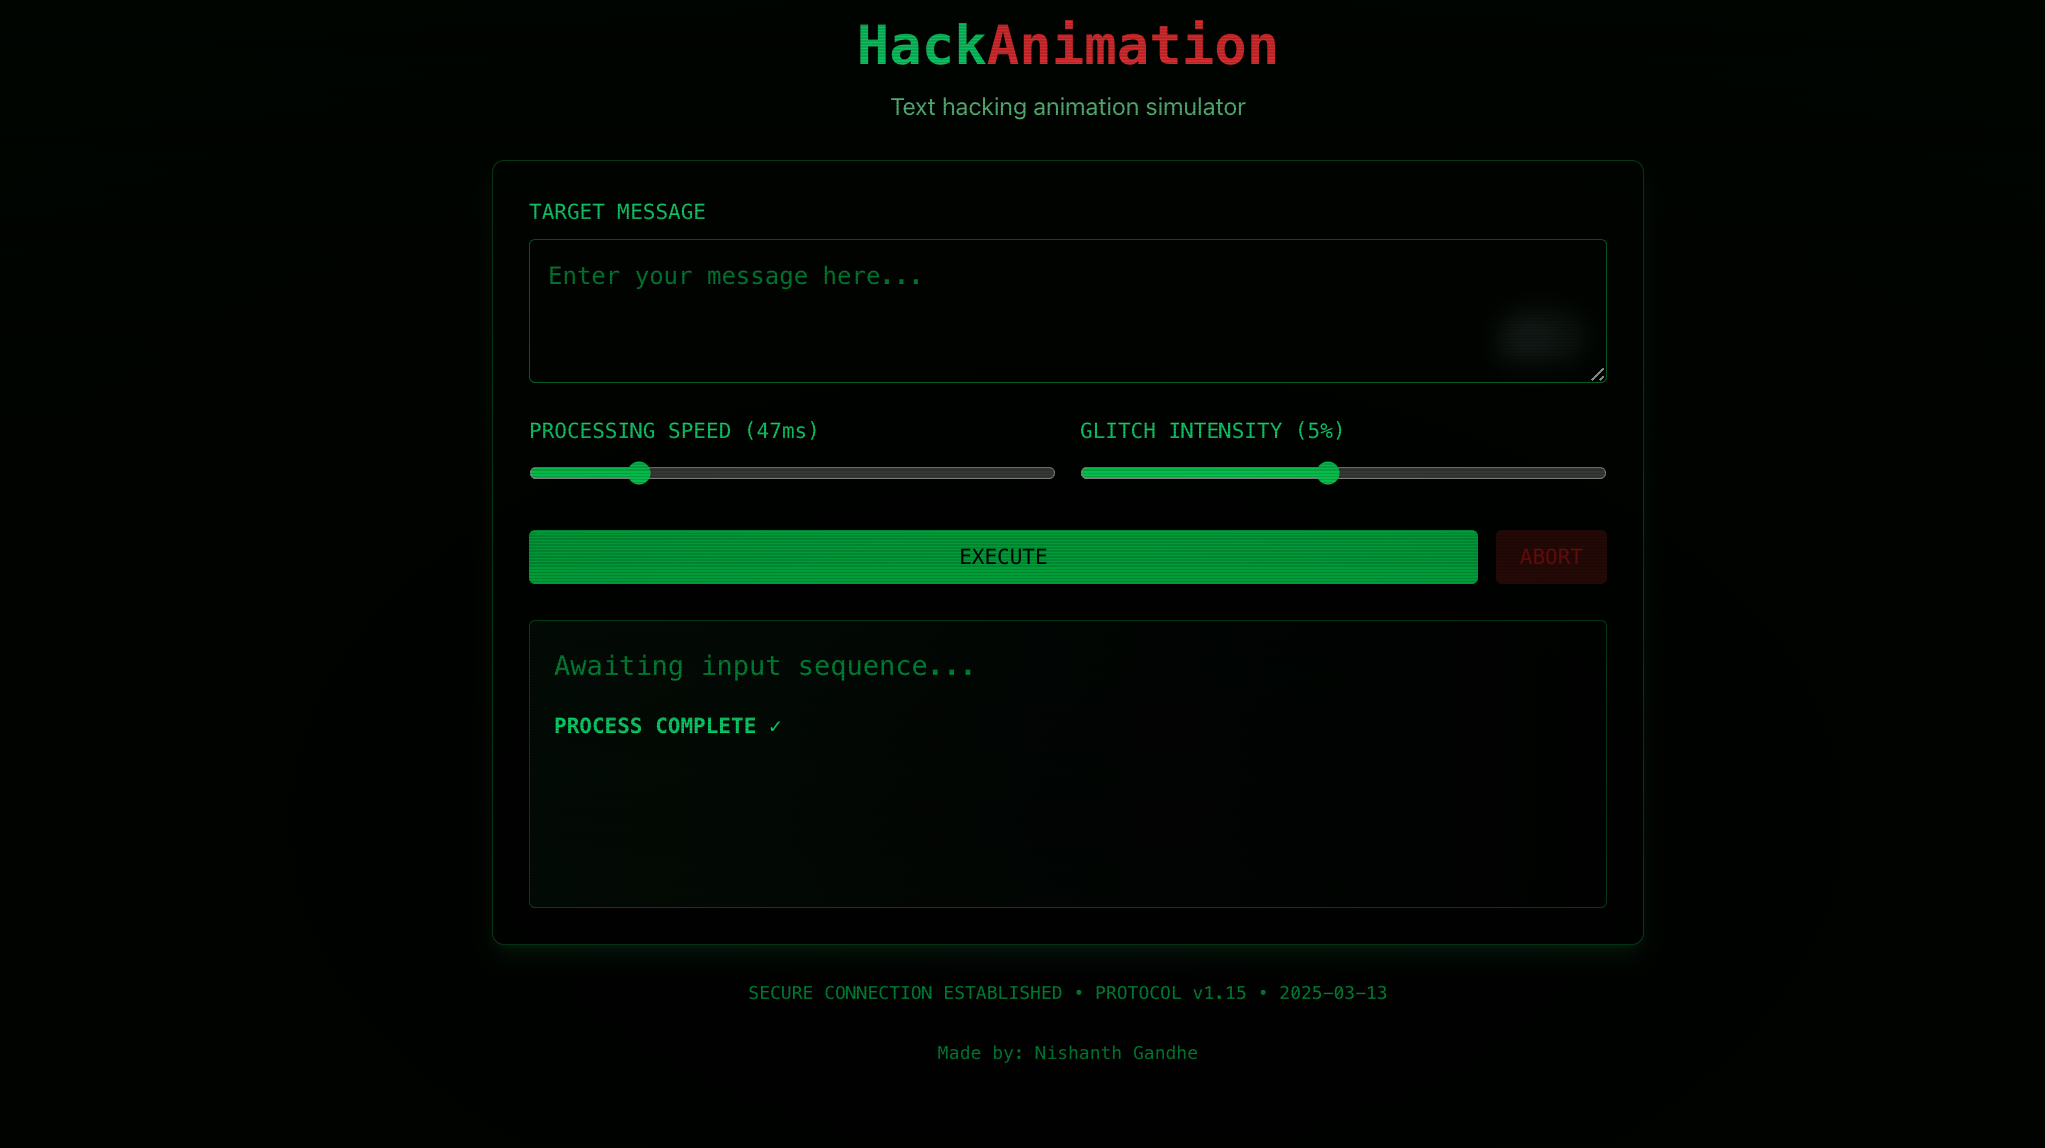 HackAnimation
Text hacking animation simulator
TARGET MESSAGE
Enter your message here...
PROCESSING SPEED (47ms)
GLITCH INTENSITY (5%)
EXECUTE
ABORT
Awaiting input sequence...
PROCESS COMPLETE ✓
SECURE CONNECTION ESTABLISHED • PROTOCOL v1.15 • 2025-03-13
Made by: Nishanth Gandhe